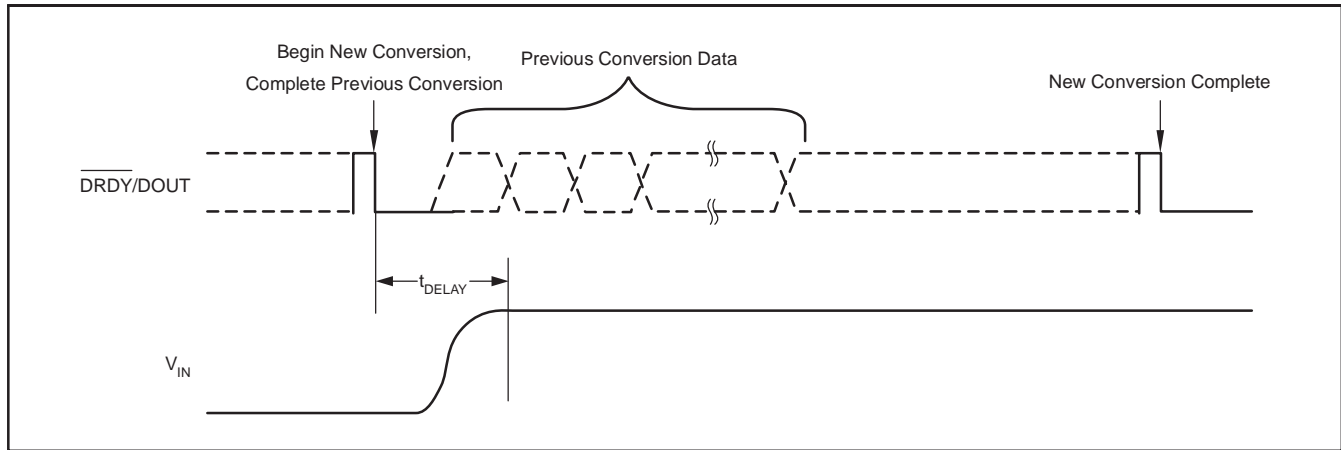 Begin New Conversion,
Complete Previous Conversion
Previous Conversion Data
New Conversion Complete
DRDY/DOUT
tDELAY
VIN